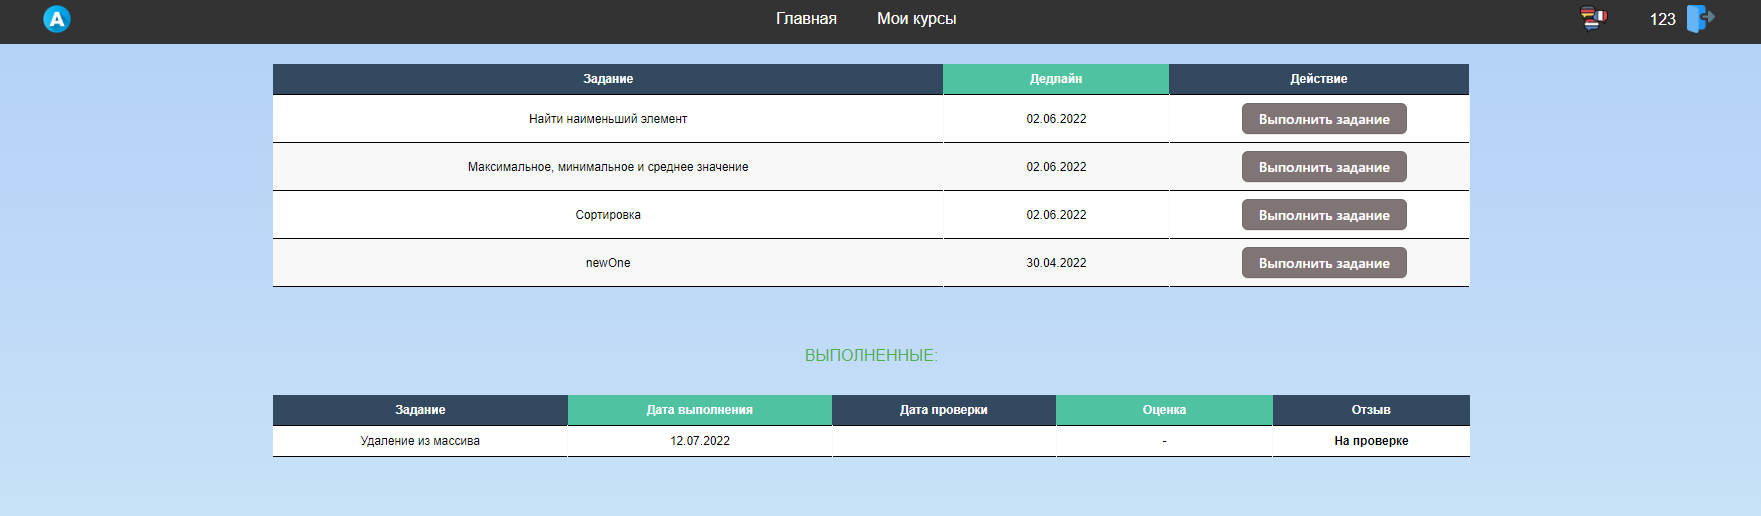 A Главная Мои курсы 123
Задание Дедлайн Действие
Найти наименьший элемент 02.06.2022 Выполнить задание
Максимальное, минимальное и среднее значение 02.06.2022 Выполнить задание
Сортировка 02.06.2022 Выполнить задание
newOne 30.04.2022 Выполнить задание
ВЫПОЛНЕННЫЕ:
Задание Дата выполнения Дата проверки Оценка Отзыв
Удаление из массива 12.07.2022 - На проверке